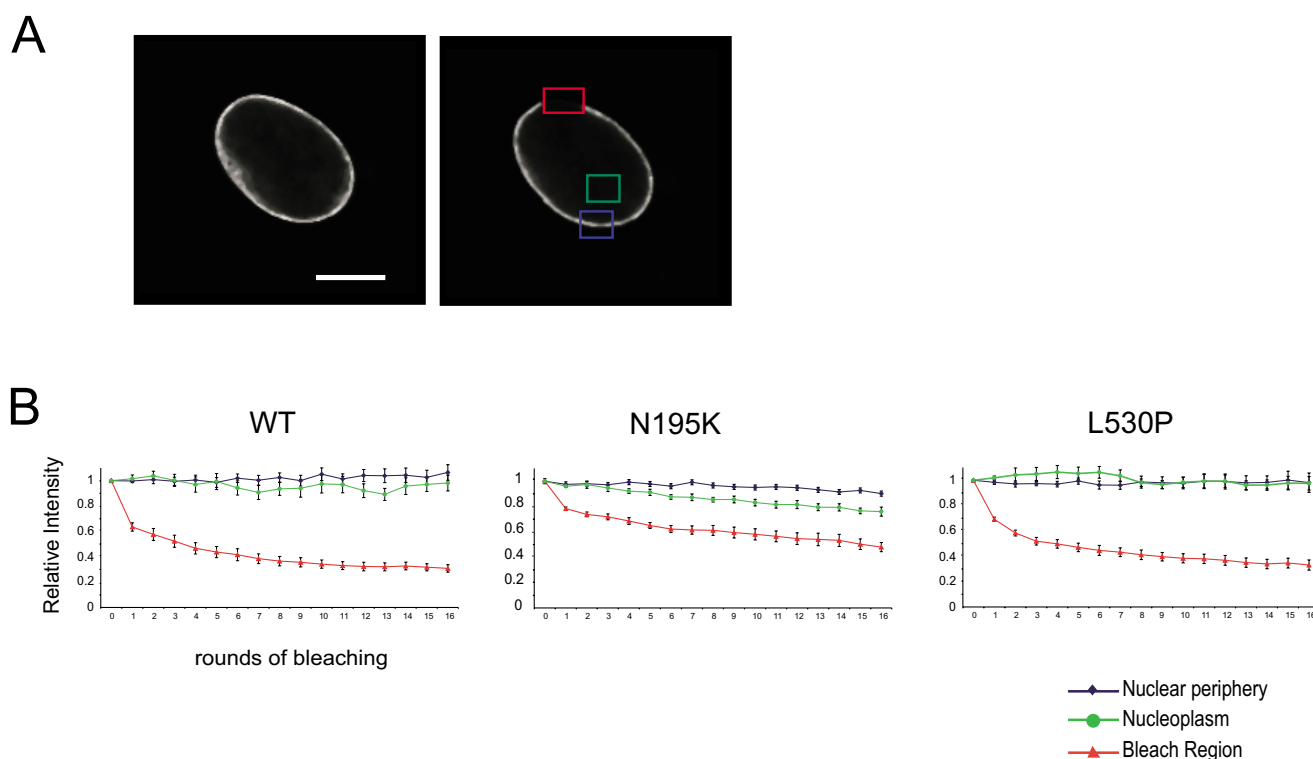 A
B
WT
N195K
L530P
Relative Intensity
1
0.8
0.6
0.4
0.2
0
0 1 2 3 4 5 6 7 8 9 10 11 12 13 14 15 16
1
0.8
0.6
0.4
0.2
0
0 1 2 3 4 5 6 7 8 9 10 11 12 13 14 15 16
1
0.8
0.6
0.4
0.2
0
0 1 2 3 4 5 6 7 8 9 10 11 12 13 14 15 16
rounds of bleaching
Nuclear periphery
Nucleoplasm
Bleach Region